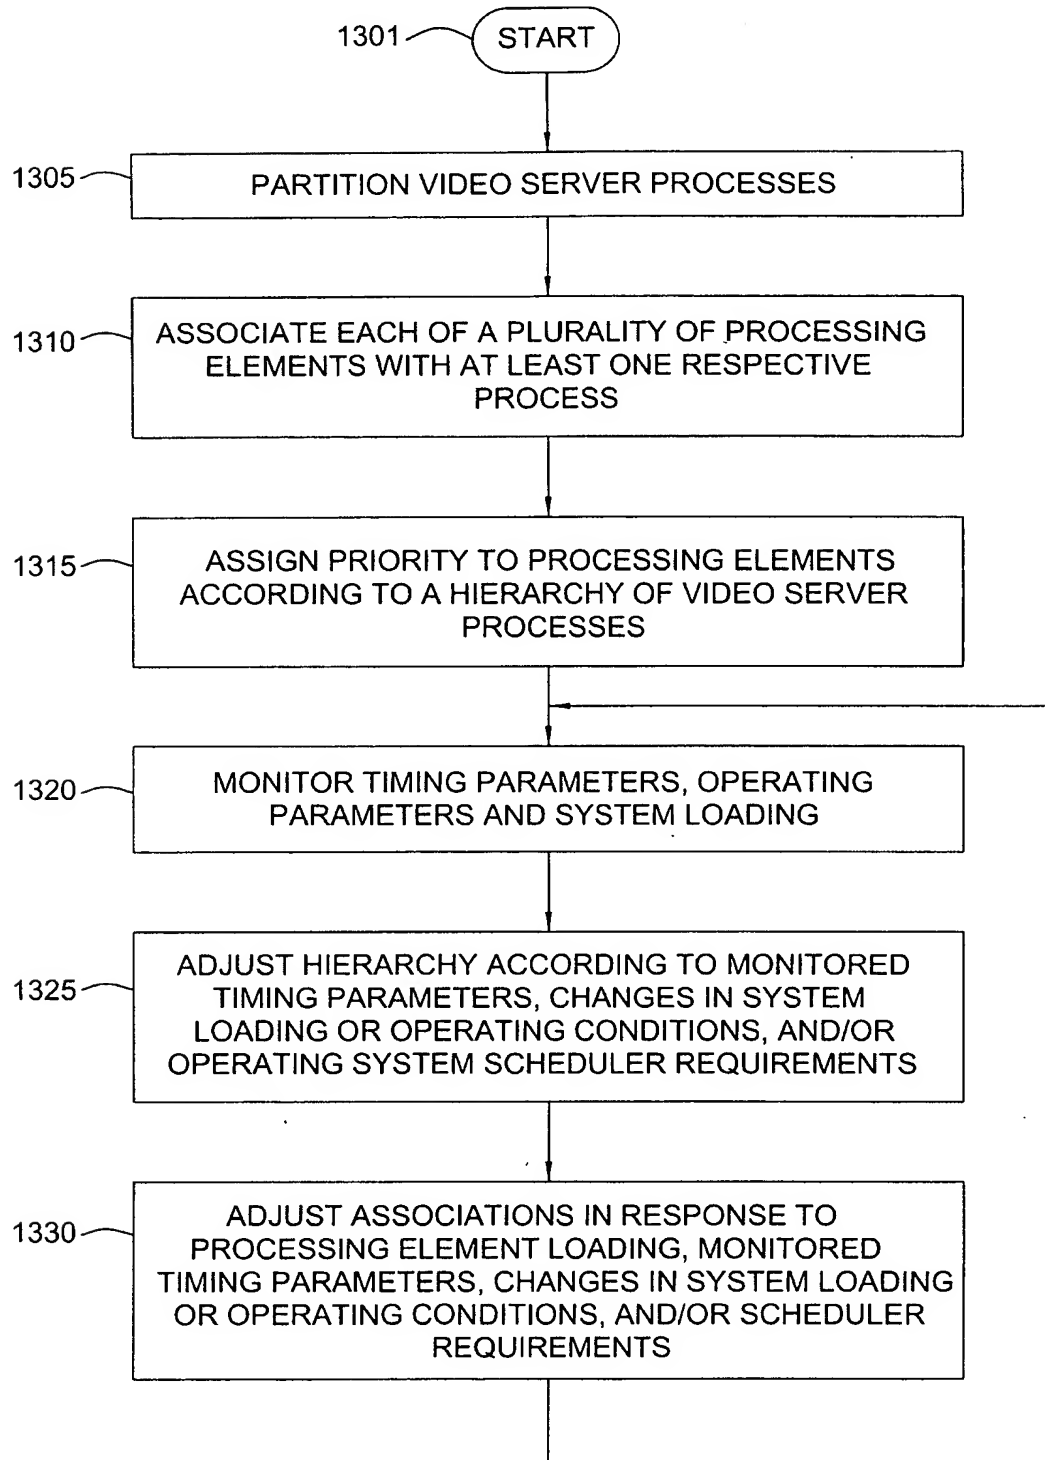 1301
START
1305
PARTITION VIDEO SERVER PROCESSES
1310
ASSOCIATE EACH OF A PLURALITY OF PROCESSING
ELEMENTS WITH AT LEAST ONE RESPECTIVE
PROCESS
1315
ASSIGN PRIORITY TO PROCESSING ELEMENTS
ACCORDING TO A HIERARCHY OF VIDEO SERVER
PROCESSES
1320
MONITOR TIMING PARAMETERS, OPERATING
PARAMETERS AND SYSTEM LOADING
1325
ADJUST HIERARCHY ACCORDING TO MONITORED
TIMING PARAMETERS, CHANGES IN SYSTEM
LOADING OR OPERATING CONDITIONS, AND/OR
OPERATING SYSTEM SCHEDULER REQUIREMENTS
1330
ADJUST ASSOCIATIONS IN RESPONSE TO
PROCESSING ELEMENT LOADING, MONITORED
TIMING PARAMETERS, CHANGES IN SYSTEM LOADING
OR OPERATING CONDITIONS, AND/OR SCHEDULER
REQUIREMENTS